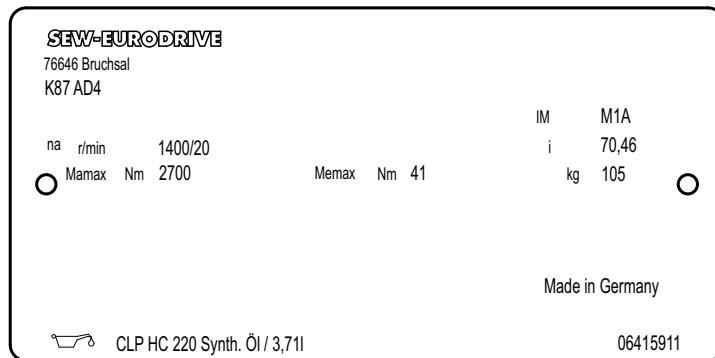 SEW-EURODRIVE
76646 Bruchsal
K87 AD4
IM M1A
na r/min 1400/20 i 70,46
Mamax Nm 2700 Memax Nm 41 kg 105
Made in Germany
CLP HC 220 Synth. Öl / 3,71l 06415911